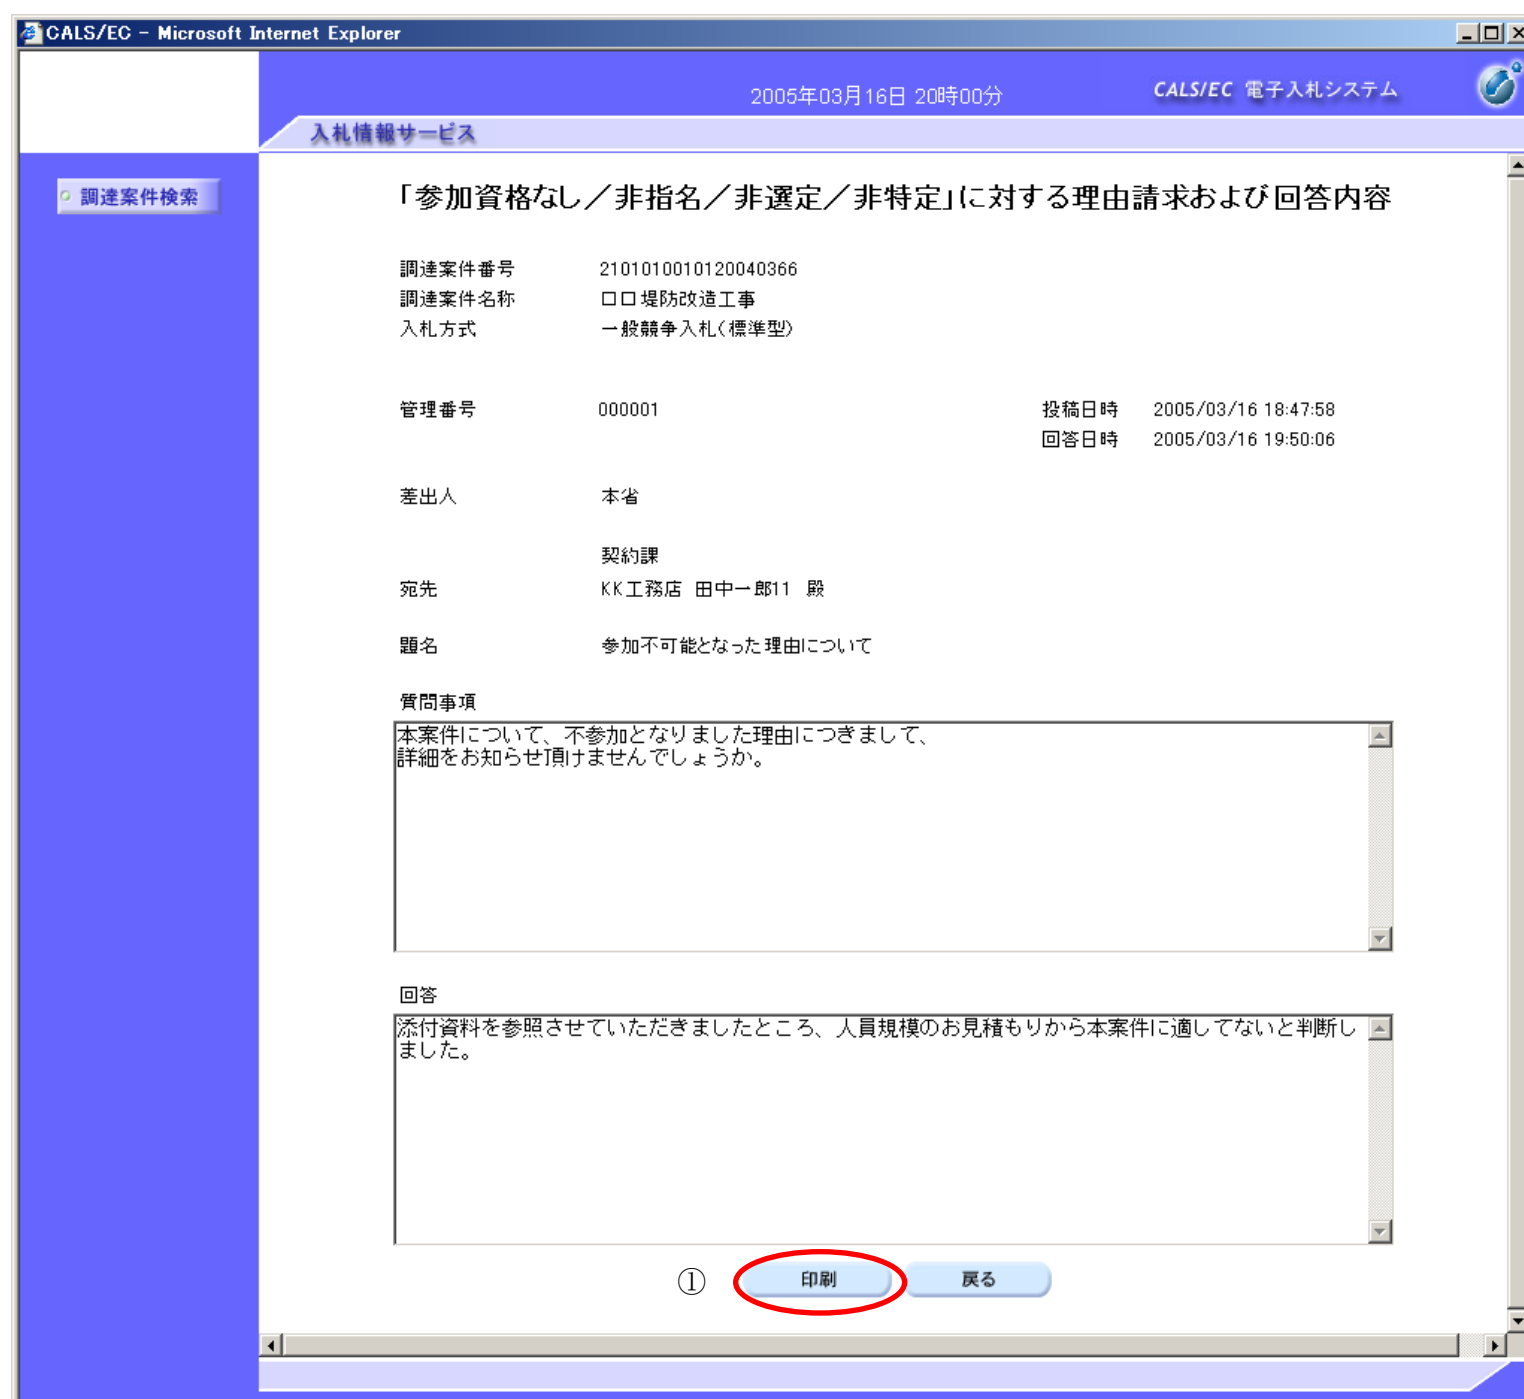 CALS/EC - Microsoft Internet Explorer
2005年03月16日 20時00分
CALS/EC 電子入札システム
入札情報サービス
調達案件検索
「参加資格なし／非指名／非選定／非特定」に対する理由請求および回答内容
調達案件番号 2101010010120040366
調達案件名称 口口堤防改造工事
入札方式 一般競争入札(標準型)
管理番号 000001 投稿日時 2005/03/16 18:47:58
回答日時 2005/03/16 19:50:06
差出人 本省
契約課
宛先 KK工務店 田中一郎11 殿
題名 参加不可能となった理由について
質問事項
本案件について、不参加となりました理由につきまして、
詳細をお知らせ頂けませんでしょうか。
回答
添付資料を参照させていただきましたところ、人員規模のお見積もりから本案件に適してないと判断し
ました。
① 印刷 戻る